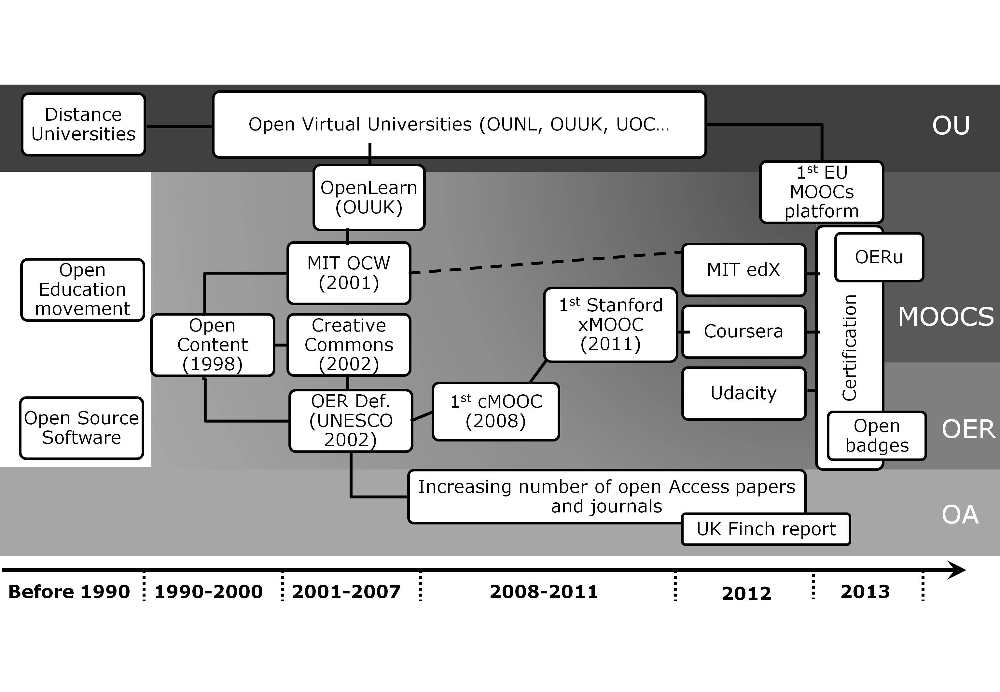 Distance
Universities
Open Virtual Universities (OUNL, OUUK, UOC...
OU
OpenLearn
(OUUK)
1st EU
MOOCs
platform
Open
Education
movement
MIT OCW
(2001)
MIT edX
OERu
Open
Content
(1998)
Creative
Commons
(2002)
1st Stanford
xMOOC
(2011)
Coursera
Certification
MOOCS
Open Source
Software
OER Def.
(UNESCO
2002)
1st cMOOC
(2008)
Udacity
Open
badges
OER
Increasing number of open Access papers
and journals
UK Finch report
OA
Before 1990
1990-2000
2001-2007
2008-2011
2012
2013